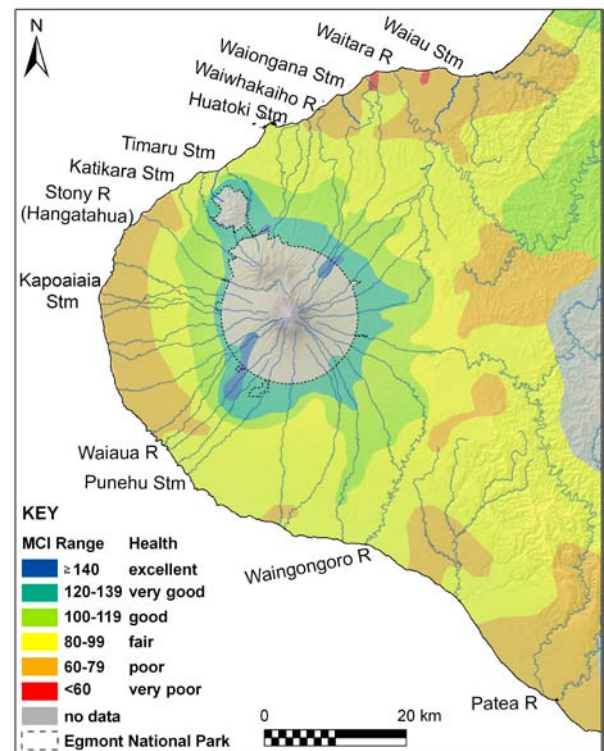 N
Waiau Stm
Waitara R
Waiongana Stm
Waiwhakaiho R
Huatoki Stm
Timaru Stm
Katikara Stm
Stony R
(Hangatahua)
Kapoaiaia
Stm
Waiaua R
Punehu Stm
Waingongoro R
Patea R
KEY
MCI Range Health
≥140 excellent
120-139 very good
100-119 good
80-99 fair
60-79 poor
<60 very poor
no data
Egmont National Park
0 20 km